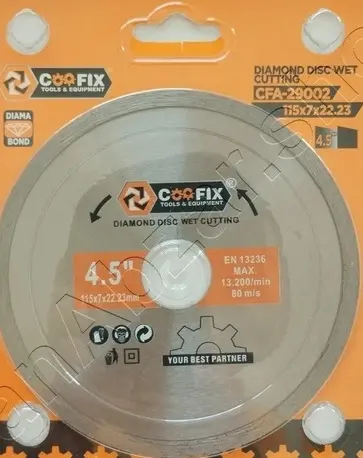 COOFIX
TOOLS & EQUIPMENT
DIAMA
BOND
DIAMOND DISC WET
CUTTING
CFA-29002
115x7x22.23
4.5"
COOFIX®
TOOLS & EQUIPMENT
DIAMOND DISC WET CUTTING
4.5"
115x7x22.23mm
EN 13236
MAX.
13.200/min
80 m/s
YOUR BEST PARTNER